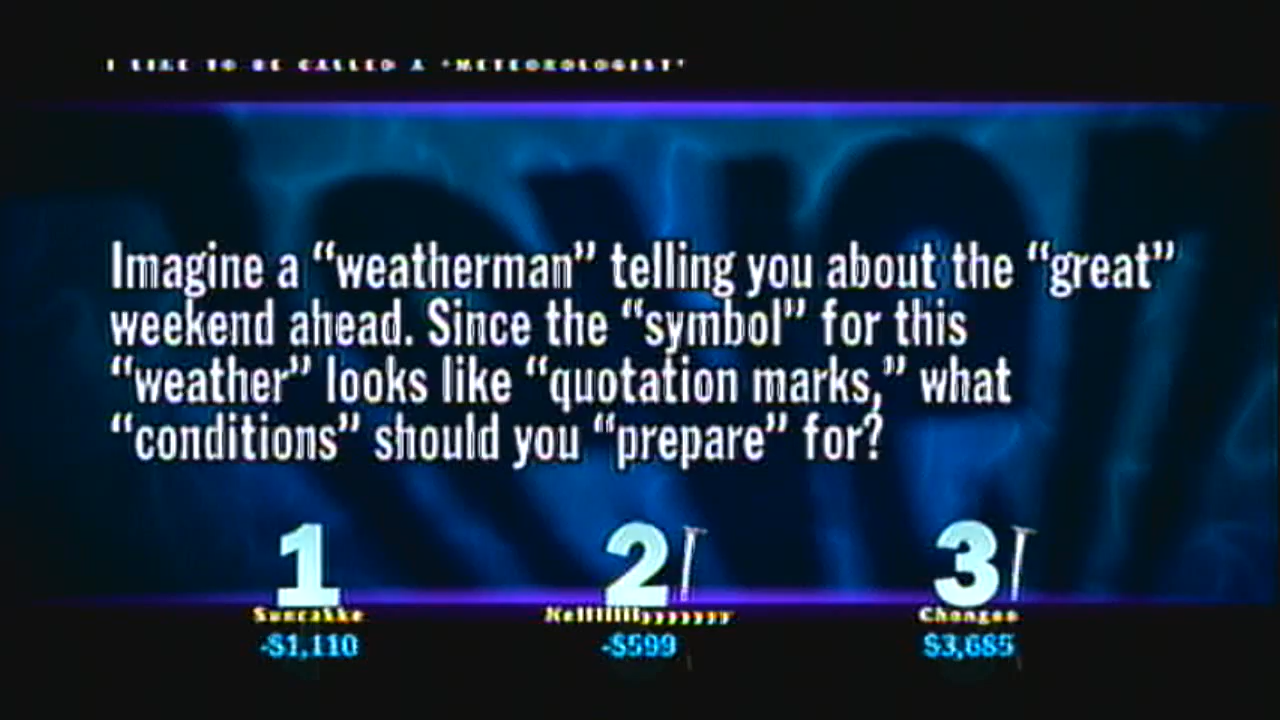 I LIKE TO BE CALLED A "METEOROLOGIST"
Imagine a “weatherman” telling you about the “great”
weekend ahead. Since the “symbol” for this
“weather” looks like “quotation marks,” what
“conditions” should you “prepare” for?
1 2 3
Chongoo
-$1,110 -$599 $3,685